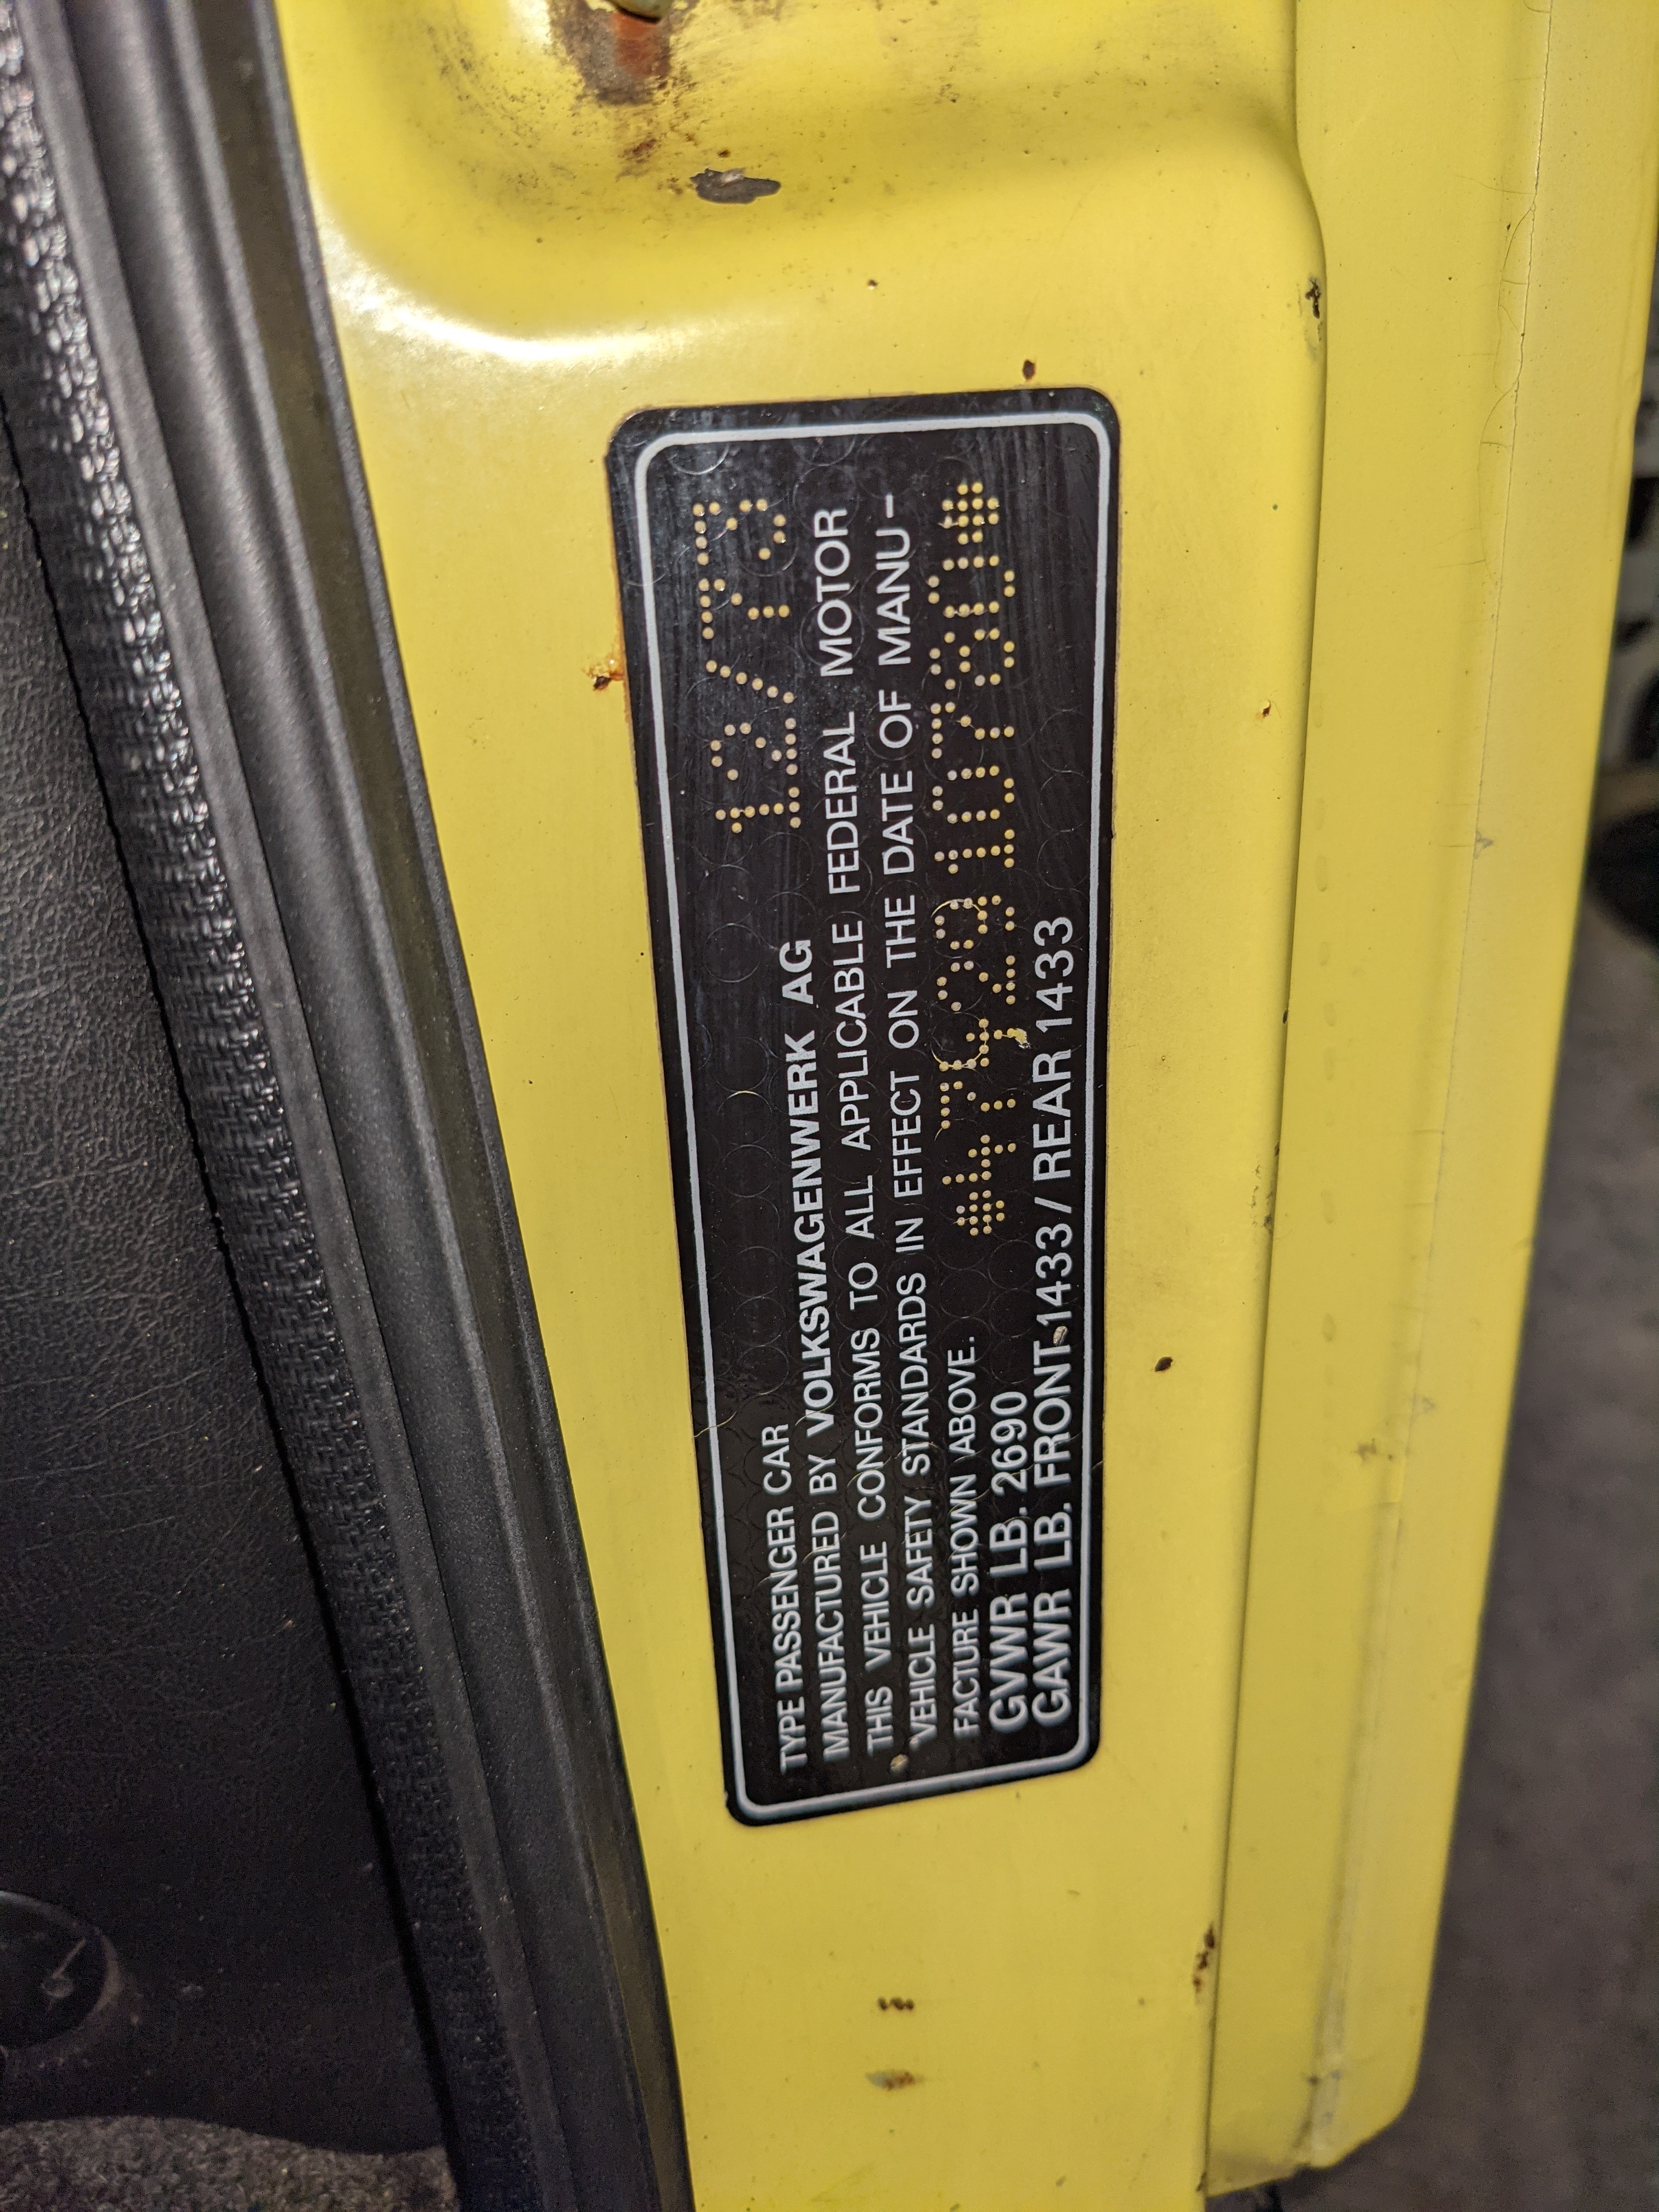 TYPE PASSENGER CAR 12/73
MANUFACTURED BY VOLKSWAGENWERK AG
THIS VEHICLE CONFORMS TO ALL APPLICABLE FEDERAL MOTOR
VEHICLE SAFETY STANDARDS IN EFFECT ON THE DATE OF MANU-
FACTURE SHOWN ABOVE. 4742910780
GVWR LB. 2690
GAWR LB. FRONT 1433 / REAR 1433